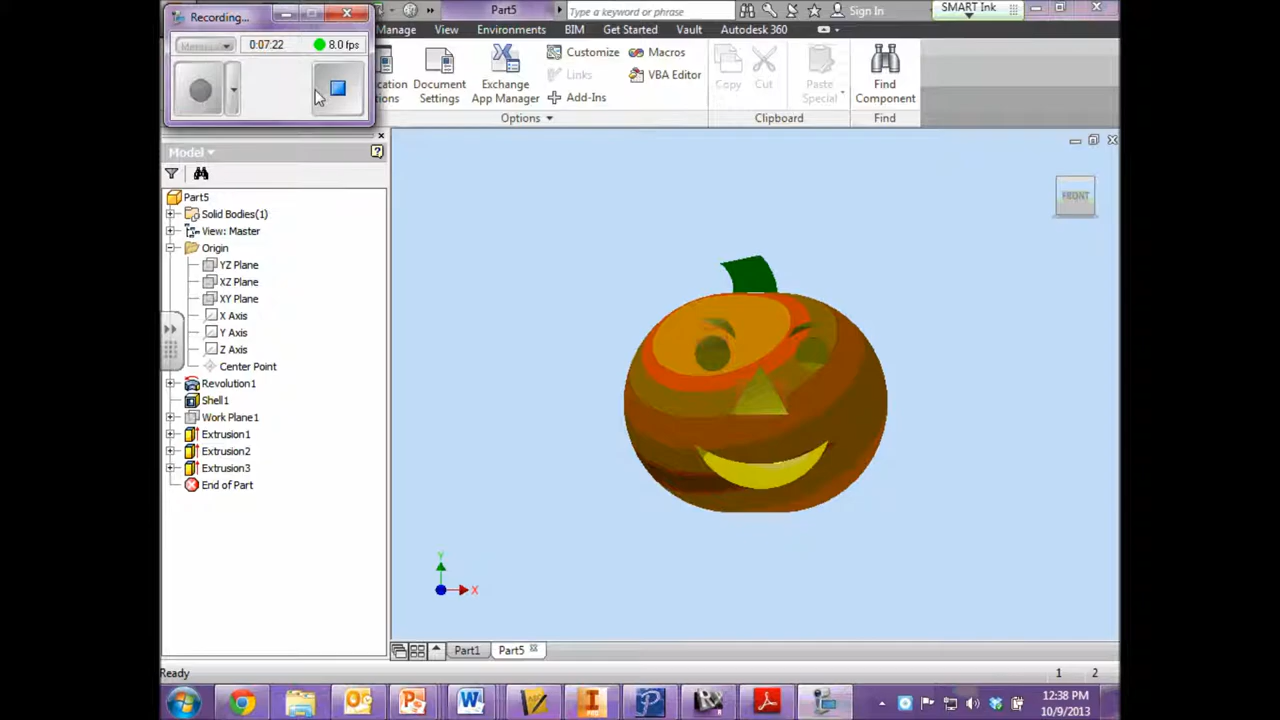 Recording...
0:07:22
8.0 fps
Part5
Type a keyword or phrase
Sign In
SMART Ink
Manage
View
Environments
BIM
Get Started
Vault
Autodesk 360
Document
Settings
Exchange
App Manager
Customize
Links
Add-Ins
Macros
VBA Editor
Options
Copy
Cut
Paste
Special
Clipboard
Find
Component
Find
Model
Part5
Solid Bodies(1)
View: Master
Origin
YZ Plane
XZ Plane
XY Plane
X Axis
Y Axis
Z Axis
Center Point
Revolution1
Shell1
Work Plane1
Extrusion1
Extrusion2
Extrusion3
End of Part
FRONT
Y
X
Part1
Part5
Ready
1
2
12:38 PM
10/9/2013